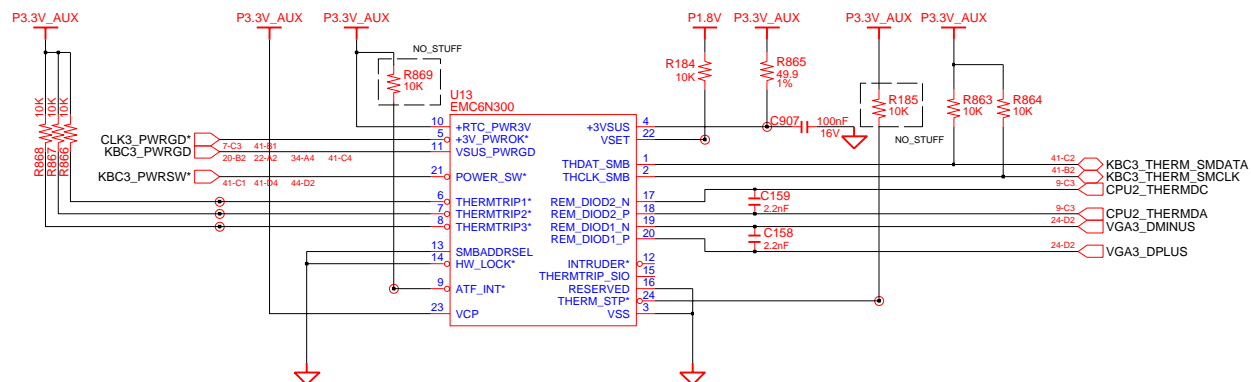 P3.3V_AUX
P3.3V_AUX
P3.3V_AUX
P1.8V
P3.3V_AUX
P3.3V_AUX
P3.3V_AUX
NO_STUFF
R869
10K
R184
10K
R865
49.9
1%
R185
10K
NO_STUFF
R863
10K
R864
10K
10K
10K
10K
R868
R867
R866
U13
EMC6N300
C907
100nF
16V
CLK3_PWRGD*
7-C3 41-B1
KBC3_PWRGD
20-B2 22-A2 34-A4 41-C4
KBC3_PWRSW*
41-C1 41-D4 44-D2
10 +RTC_PWR3V
5 +3V_PWROK*
11 VSUS_PWRGD
21 POWER_SW*
6 THERMTRIP1*
7 THERMTRIP2*
8 THERMTRIP3*
13 SMBADDRSEL
14 HW_LOCK*
9 ATF_INT*
23 VCP
+3VSUS 4
VSET 22
THDAT_SMB 1
THCLK_SMB 2
REM_DIOD2_N 17
REM_DIOD2_P 18
REM_DIOD1_N 19
REM_DIOD1_P 20
INTRUDER* 12
THERMTRIP_SIO 15
RESERVED 16
THERM_STP* 24
VSS 3
C159
2.2nF
C158
2.2nF
41-C2 KBC3_THERM_SMDATA
41-B2 KBC3_THERM_SMCLK
9-C3 CPU2_THERMDC
9-C3 CPU2_THERMDA
24-D2 VGA3_DMINUS
24-D2 VGA3_DPLUS